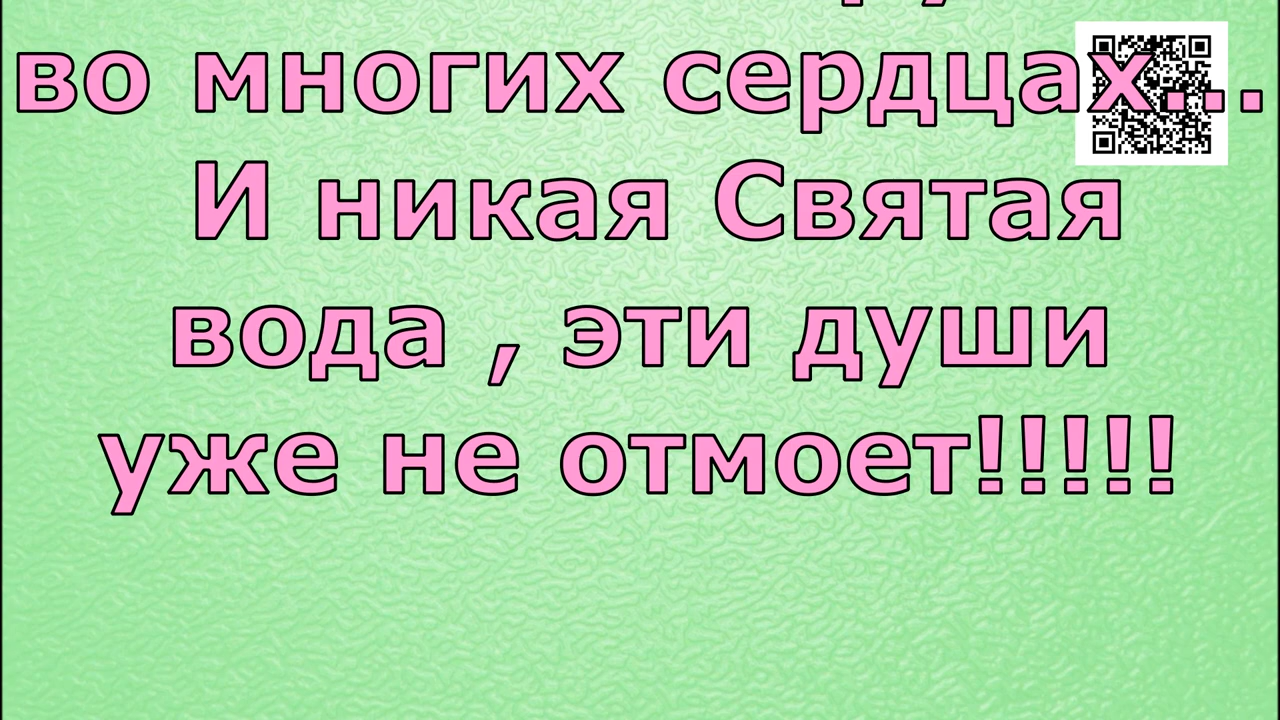 во многих сердцах...
И никая Святая
вода , эти души
уже не отмоет!!!!!